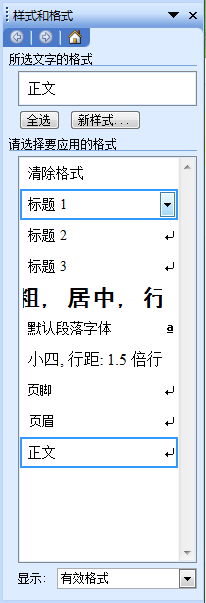 样式和格式
所选文字的格式
正文
全选 新样式...
请选择要应用的格式
清除格式
标题 1
标题 2
标题 3
粗，居中，行
默认段落字体 a
小四, 行距: 1.5 倍行
页脚
页眉
正文
显示: 有效格式